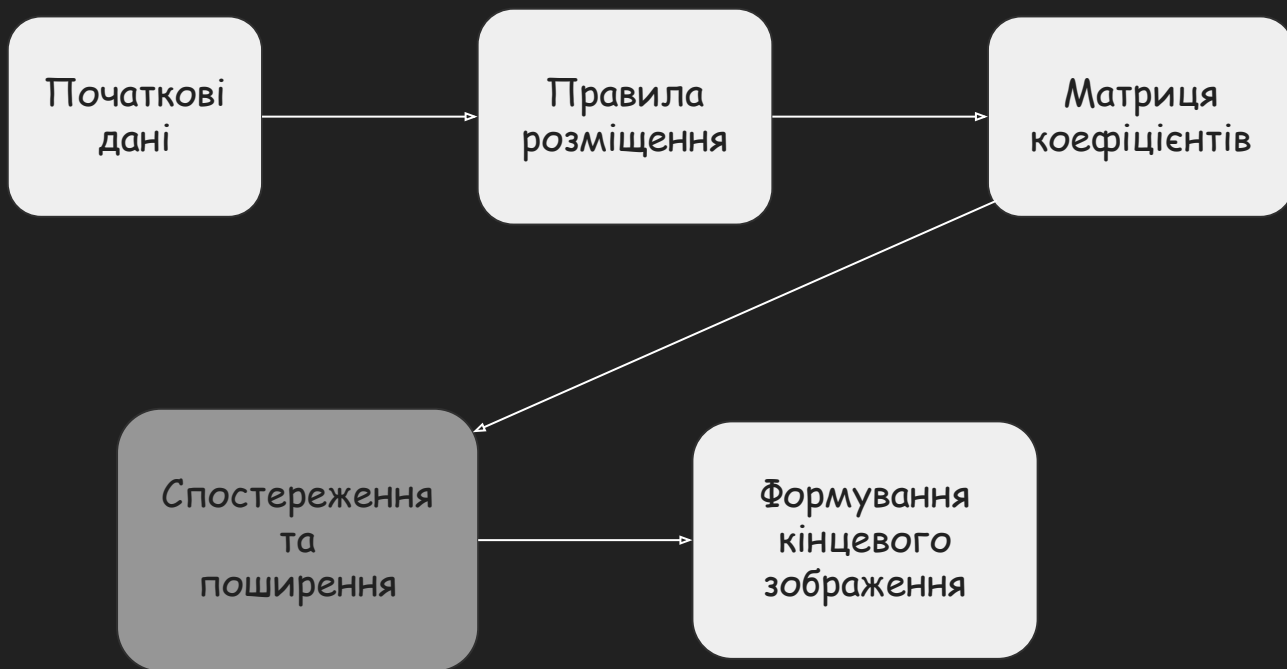 Початкові
дані
Правила
розміщення
Матриця
коефіцієнтів
Спостереження
та
поширення
Формування
кінцевого
зображення